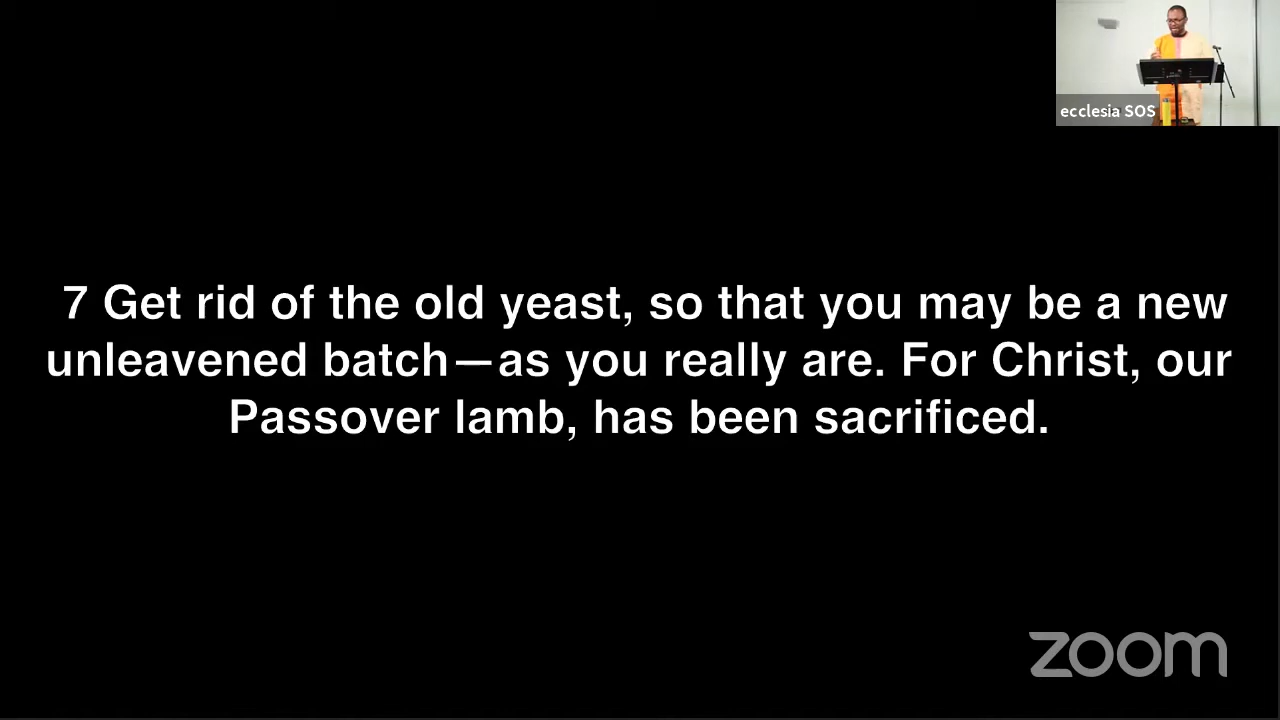 ecclesia SOS
7 Get rid of the old yeast, so that you may be a new
unleavened batch—as you really are. For Christ, our
Passover lamb, has been sacrificed.
zoom